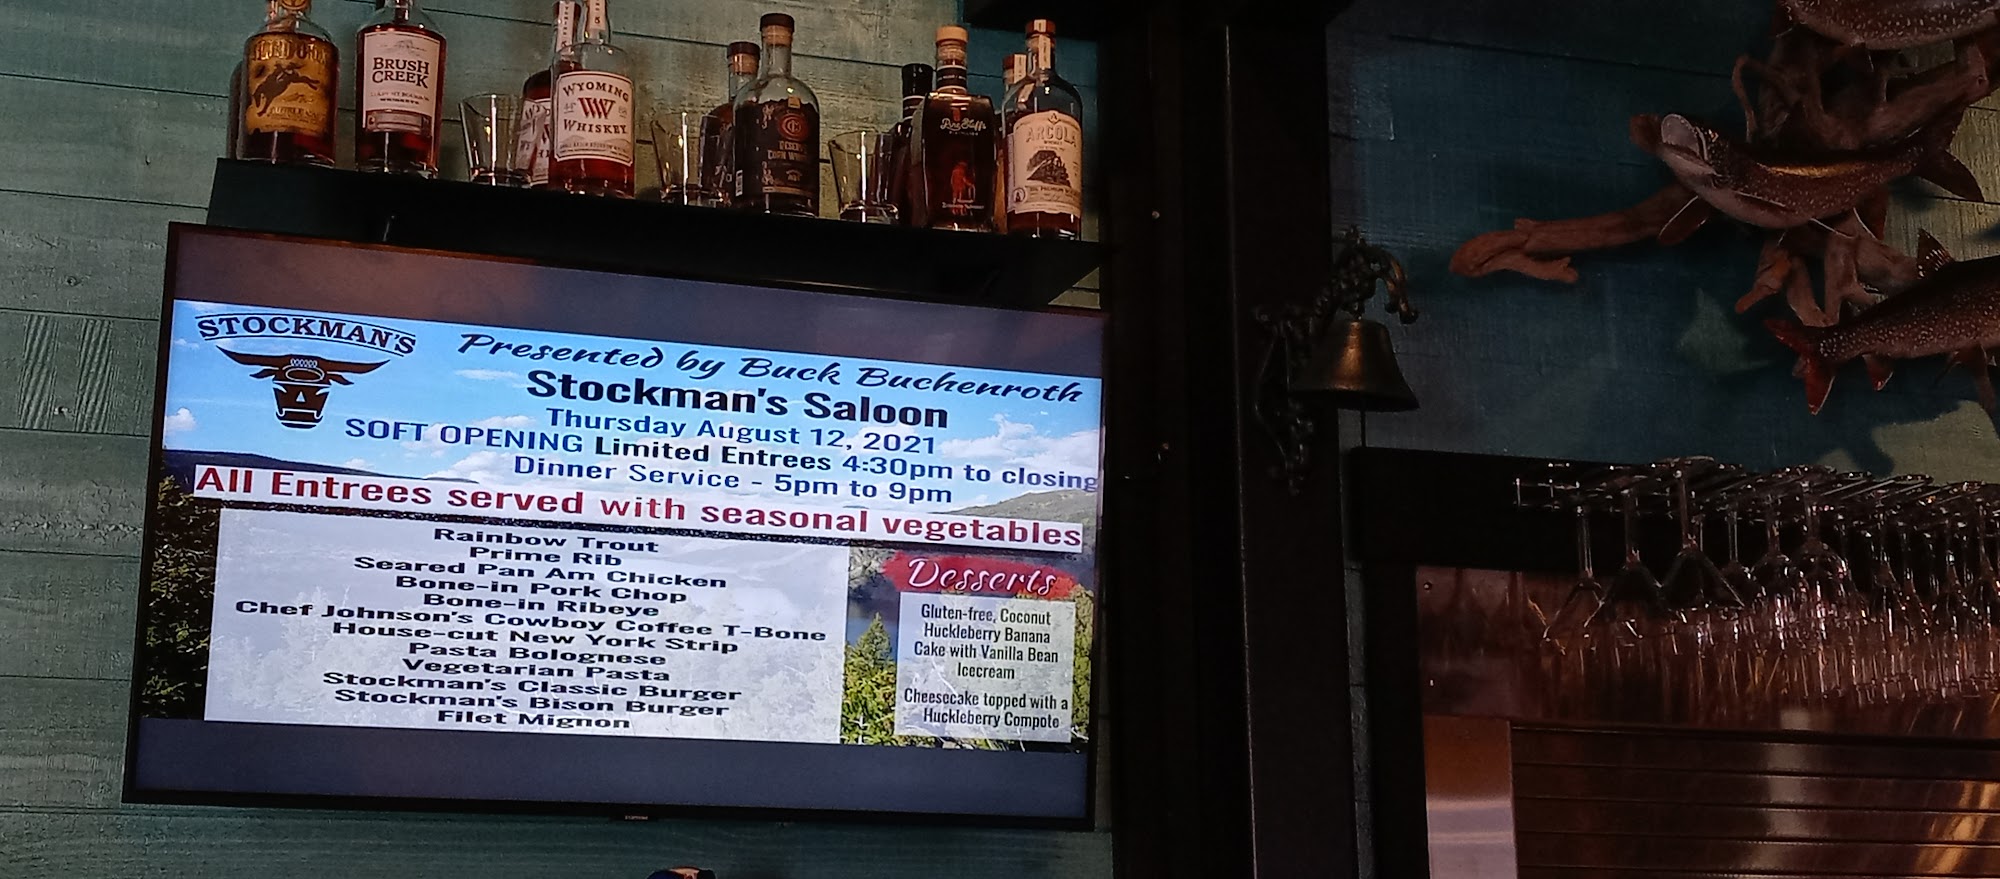 BRUSH
CREEK
WHISKEY
WYOMING
WHISKEY
ARCOLA
STOCKMAN'S
Presented by Buck Buchenroth
Stockman's Saloon
Thursday August 12, 2021
SOFT OPENING Limited Entrees 4:30pm to closing
Dinner Service - 5pm to 9pm
All Entrees served with seasonal vegetables
Rainbow Trout
Prime Rib
Seared Pan Am Chicken
Bone-in Pork Chop
Bone-in Ribeye
Chef Johnson's Cowboy Coffee T-Bone
House-cut New York Strip
Pasta Bolognese
Vegetarian Pasta
Stockman's Classic Burger
Stockman's Bison Burger
Filet Mignon
Desserts
Gluten-free, Coconut
Huckleberry Banana
Cake with Vanilla Bean
Icecream
Cheesecake topped with a
Huckleberry Compote